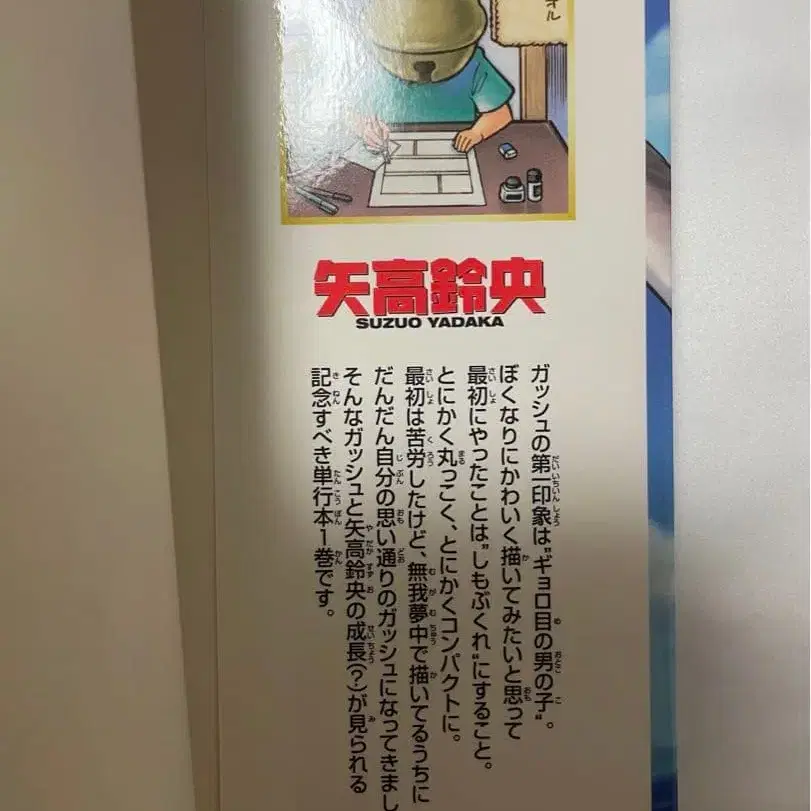 オル
矢高鈴央
SUZUO YADAKA
ガッシュの第一印象は"ギョロ目の男の子"。
ぼくなりにかわいく描いてみたいと思って
最初にやったことは"しもぶくれ"にすること。
とにかく丸っこく、とにかくコンパクトに。
最初は苦労したけど、無我夢中で描いてるうちに
だんだん自分の思い通りのガッシュになってきまし
そんなガッシュと矢高鈴央の成長(?)が見られる
記念すべき単行本1巻です。